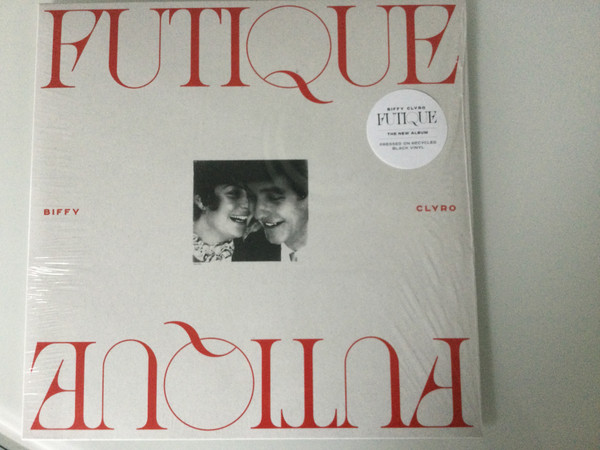 FUTIQUE
BIFFY CLYRO
FUTIQUE
THE NEW ALBUM
PRESSED ON RECYCLED
BLACK VINYL
BIFFY
CLYRO
FUTIQUE